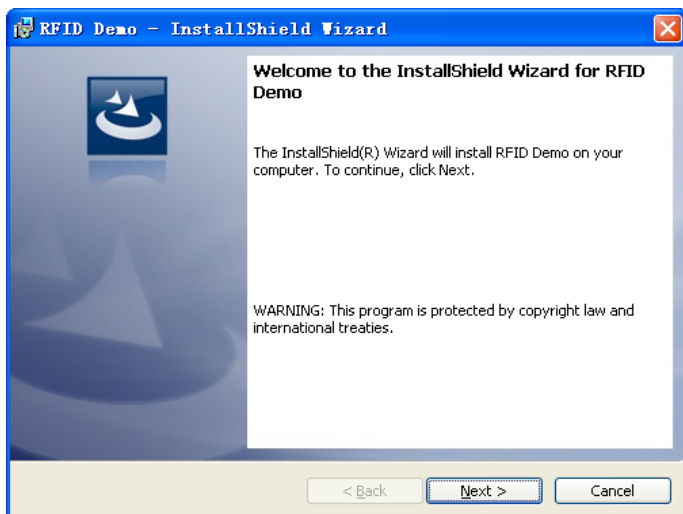 RFID Demo - InstallShield Wizard
Welcome to the InstallShield Wizard for RFID
Demo
The InstallShield(R) Wizard will install RFID Demo on your
computer. To continue, click Next.
WARNING: This program is protected by copyright law and
international treaties.
< Back
Next >
Cancel